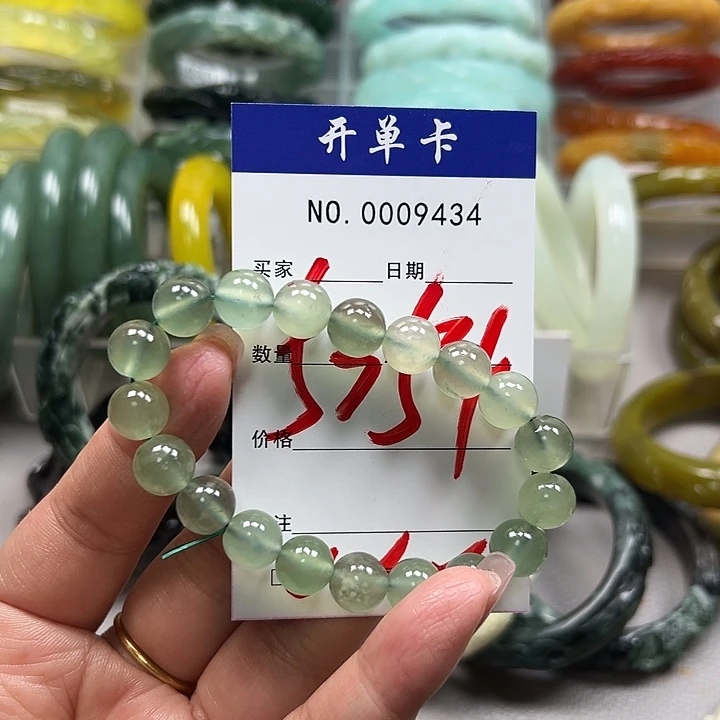 开单卡
NO. 0009434
买家 日期
数量
价格
注